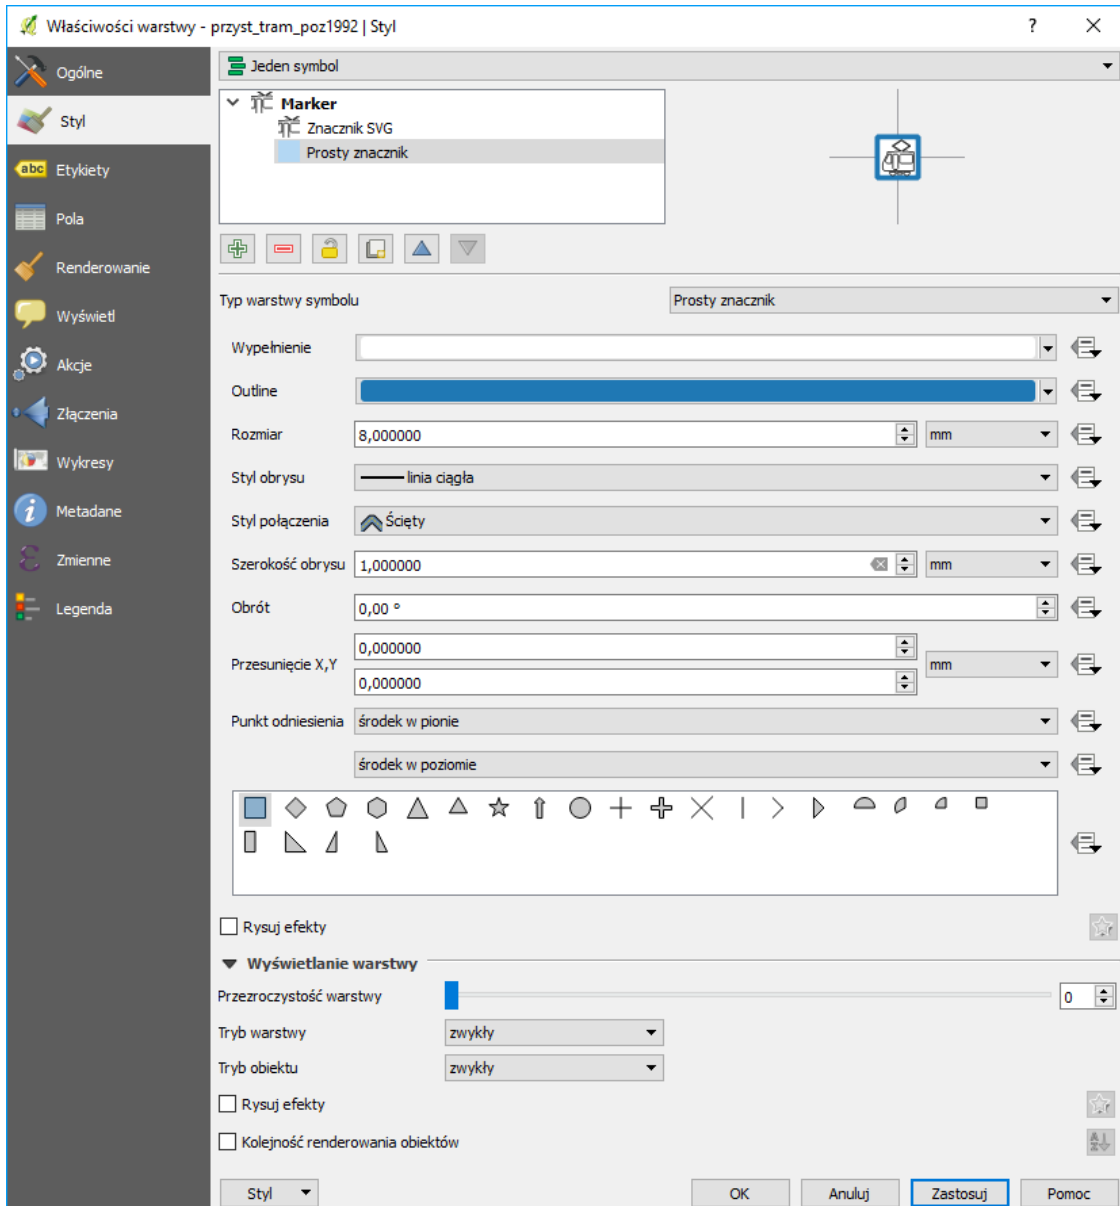 Właściwości warstwy - przyst_tram_poz1992 | Styl ?
Ogólne
Styl
abc Etykiety
Pola
Renderowanie
Wyświetl
Akcje
Złączenia
Wykresy
Metadane
Zmienne
Legenda
Jeden symbol
Marker
Znacznik SVG
Prosty znacznik
Typ warstwy symbolu Prosty znacznik
Wypełnienie
Outline
Rozmiar 8,000000 mm
Styl obrysu linia ciągła
Styl połączenia Ścięty
Szerokość obrysu 1,000000 mm
Obrót 0,00 °
Przesunięcie X,Y 0,000000 mm
0,000000
Punkt odniesienia środek w pionie
środek w poziomie
Rysuj efekty
Wyświetlanie warstwy
Przezroczystość warstwy 0
Tryb warstwy zwykły
Tryb obiektu zwykły
Rysuj efekty
Kolejność renderowania obiektów
Styl OK Anuluj Zastosuj Pomoc